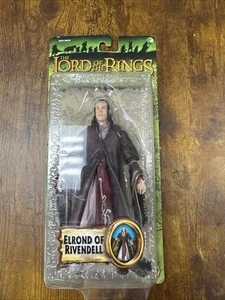 THE
LORD OF THE RINGS
ELROND OF
RIVENDELL